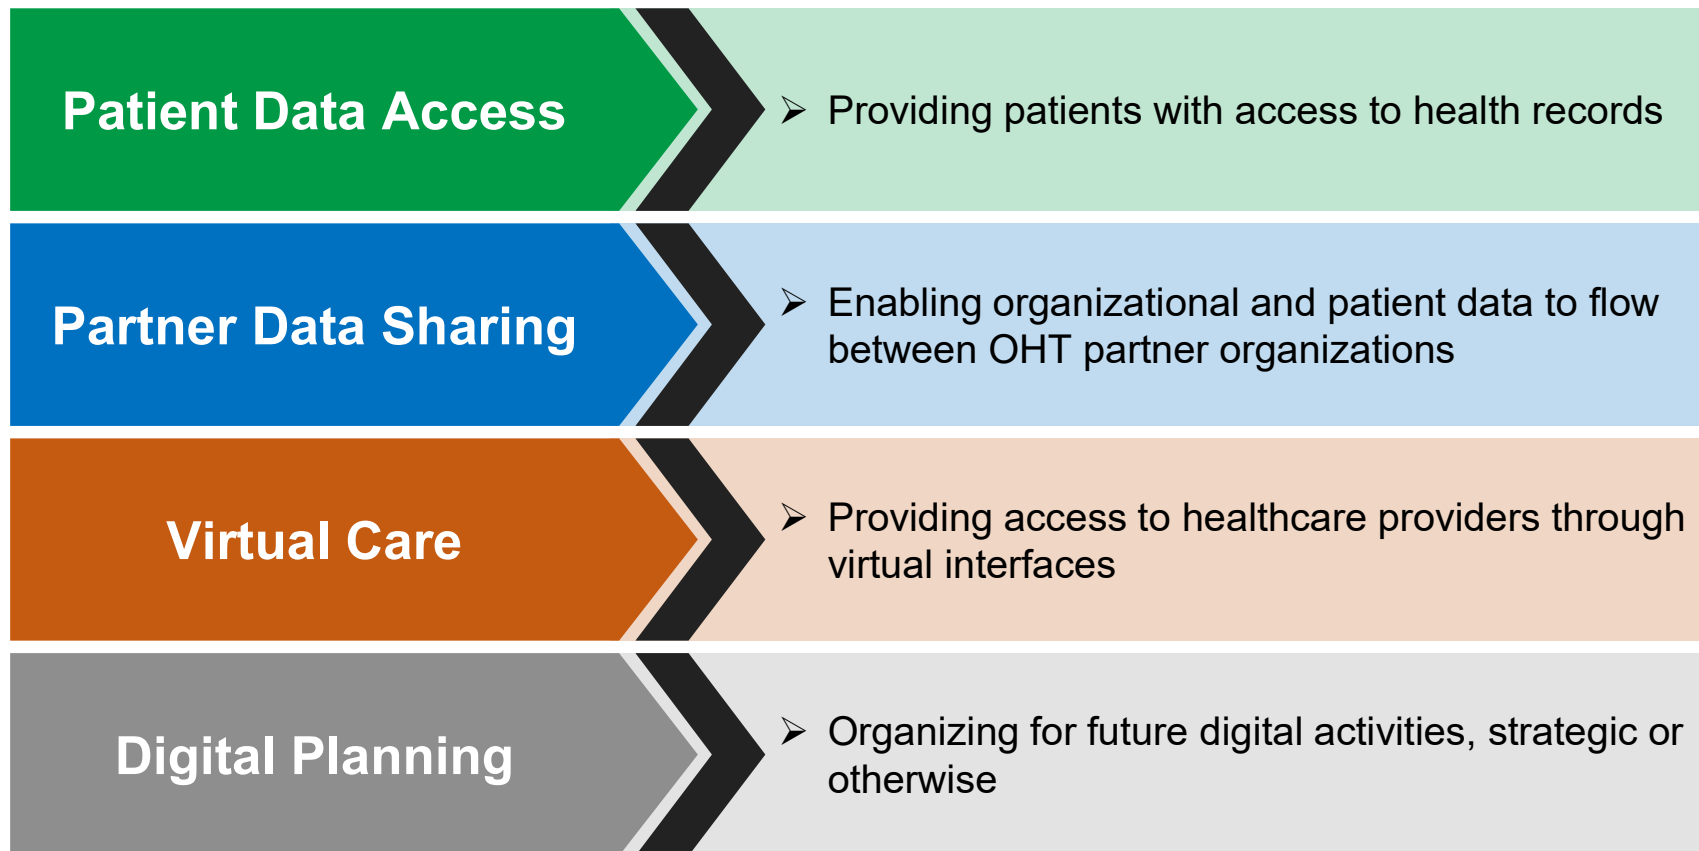 Patient Data Access
➢ Providing patients with access to health records
Partner Data Sharing
➢ Enabling organizational and patient data to flow
between OHT partner organizations
Virtual Care
➢ Providing access to healthcare providers through
virtual interfaces
Digital Planning
➢ Organizing for future digital activities, strategic or
otherwise